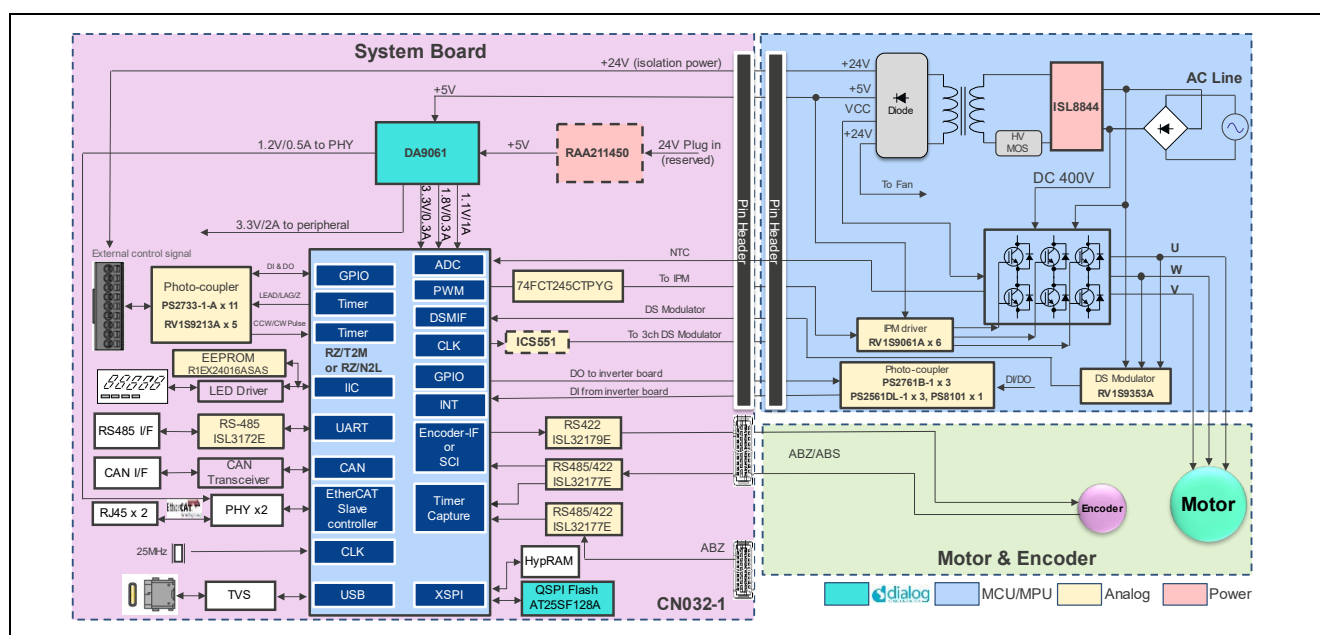 System Board
+24V (isolation power)
+5V
1.2V/0.5A to PHY
DA9061
+5V
RAA211450
24V Plug in
(reserved)
3.3V/0.3A
1.8V/0.3A
1.1V/1A
3.3V/2A to peripheral
External control signal
Photo-coupler
PS2733-1-A x 11
RV1S9213A x 5
DI & DO
LEAD/LAG/Z
CCW/CW Pulse
GPIO
Timer
Timer
RZ/T2M
or RZ/N2L
IIC
UART
CAN
EtherCAT
Slave
controller
CLK
USB
ADC
PWM
DSMIF
CLK
GPIO
INT
Encoder-IF
or
SCI
Timer
Capture
XSPI
EEPROM
R1EX24016ASAS
LED Driver
RS485 I/F
RS-485
ISL3172E
CAN I/F
CAN
Transceiver
RJ45 x 2
EtherCAT
PHY x2
25MHz
TVS
NTC
74FCT245CTPYG
To IPM
DS Modulator
ICS551
To 3ch DS Modulator
DO to inverter board
DI from inverter board
RS422
ISL32179E
RS485/422
ISL32177E
RS485/422
ISL32177E
ABZ
HypRAM
QSPI Flash
AT25SF128A
CN032-1
Pin Header
Pin Header
+24V
+5V
VCC
+24V
Diode
To Fan
HV
MOS
ISL8844
AC Line
DC 400V
U
W
V
IPM driver
RV1S9061A x 6
Photo-coupler
PS2761B-1 x 3
PS2561DL-1 x 3, PS8101 x 1
DI/DO
DS Modulator
RV1S9353A
ABZ/ABS
Encoder
Motor
Motor & Encoder
dialog
MCU/MPU
Analog
Power